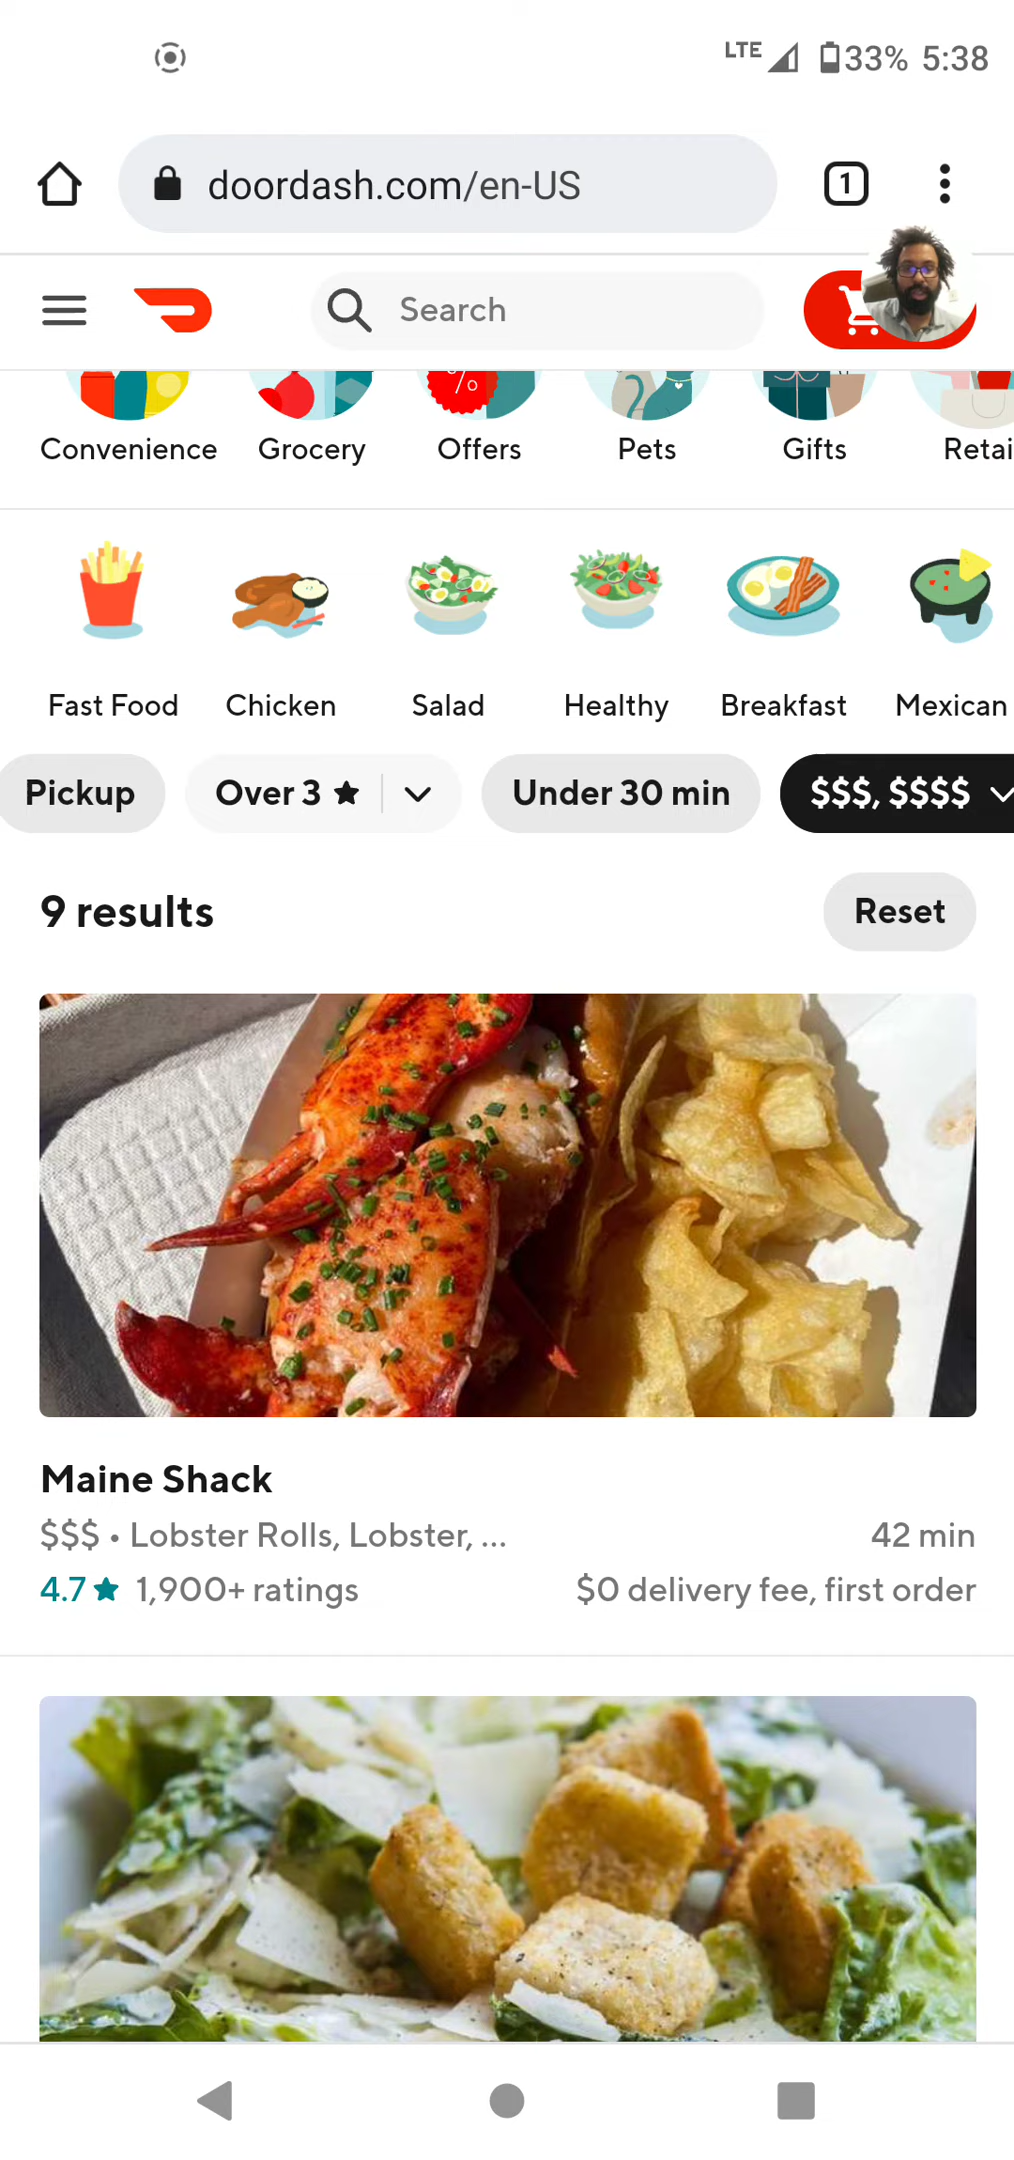 LTE 33% 5:38
doordash.com/en-US 1
Search
%
Convenience Grocery Offers Pets Gifts Retai
Fast Food Chicken Salad Healthy Breakfast Mexican
Pickup Over 3 ★ Under 30 min $$$, $$$$
9 results Reset
Maine Shack
$$$ • Lobster Rolls, Lobster, ... 42 min
4.7 ★ 1,900+ ratings $0 delivery fee, first order